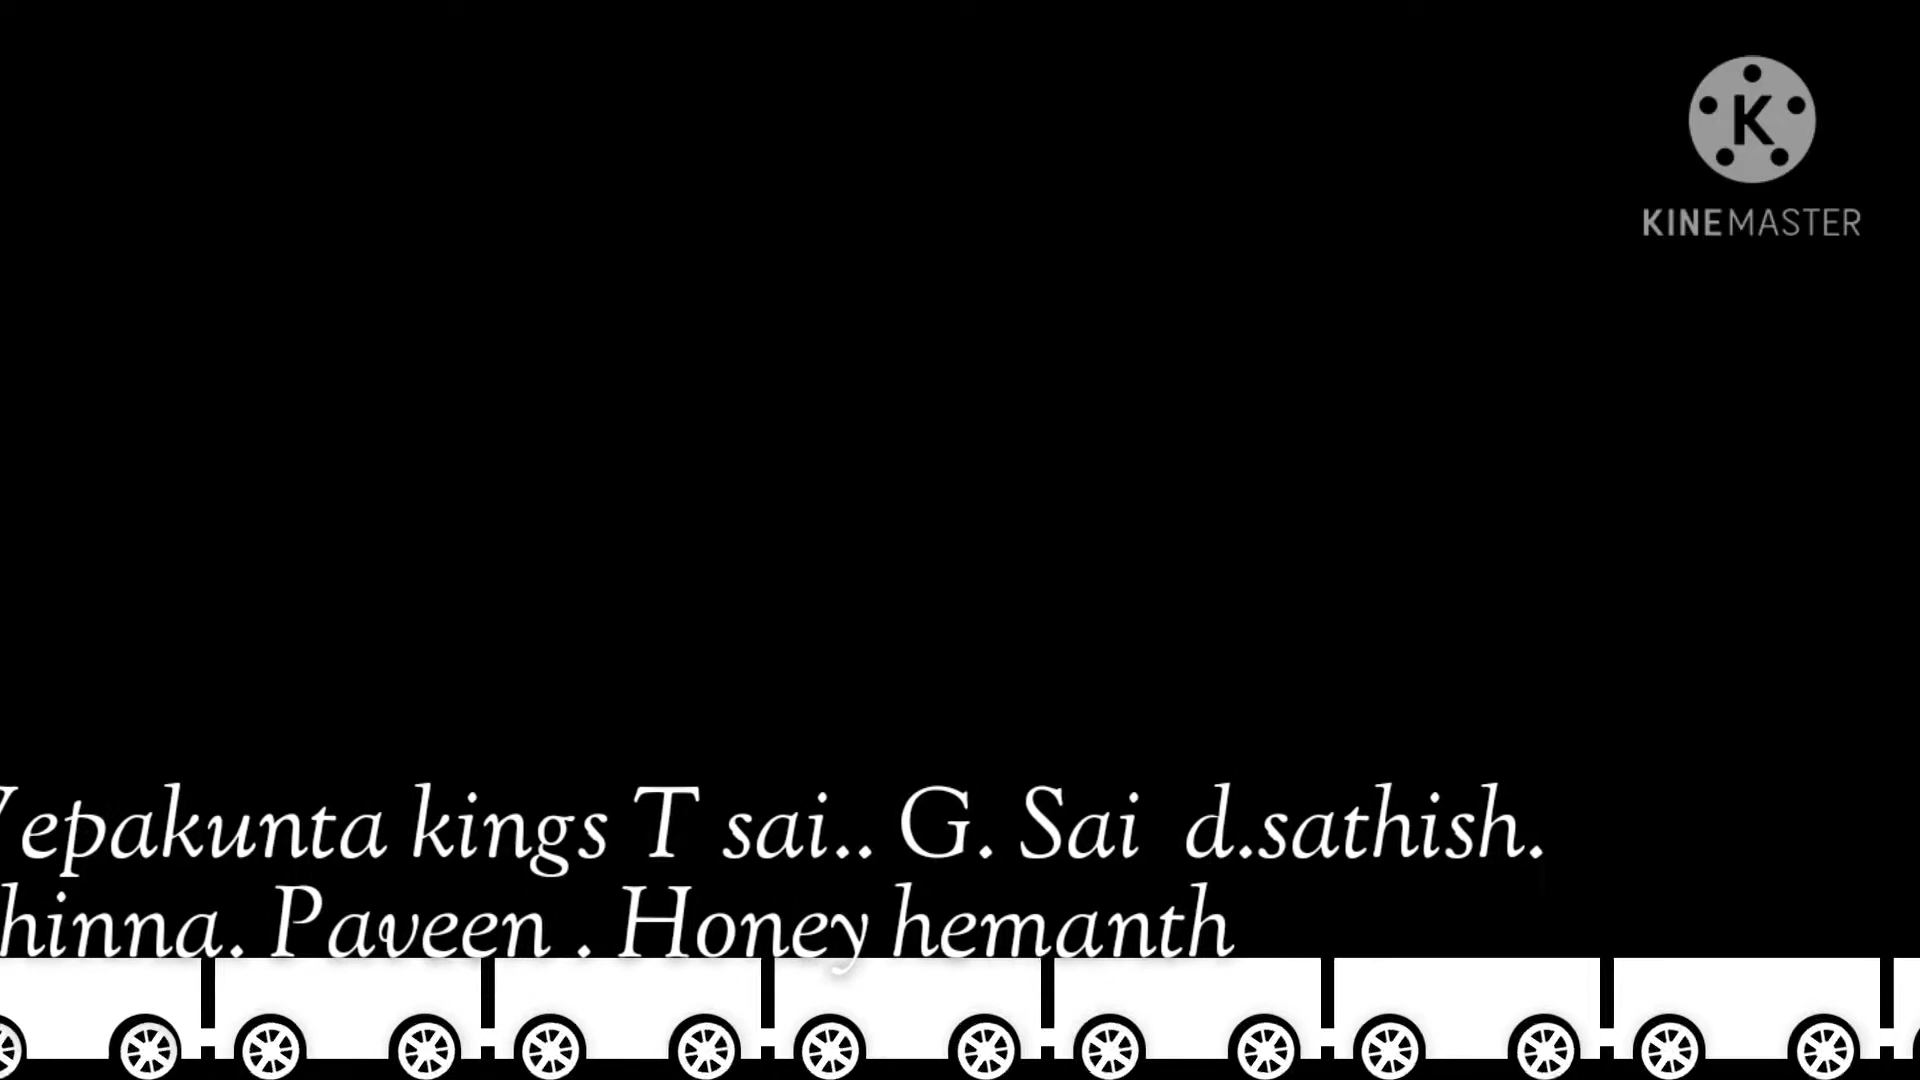 K
KINEMASTER
epakunta kings T sai.. G. Sai d.sathish.
hinna. Paveen . Honey hemanth